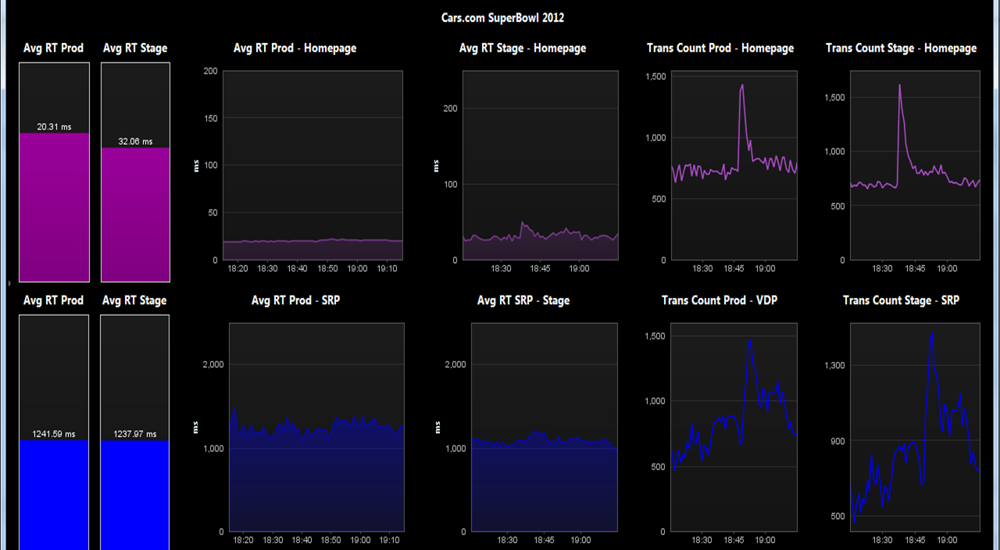 Cars.com SuperBowl 2012
Avg RT Prod
Avg RT Stage
Avg RT Prod - Homepage
Avg RT Stage - Homepage
Trans Count Prod - Homepage
Trans Count Stage - Homepage
20.31 ms
32.06 ms
ms
200
150
100
50
0
18:20 18:30 18:40 18:50 19:00 19:10
ms
200
100
0
18:30 18:45 19:00
1,500
1,000
500
0
18:30 18:45 19:00
1,500
1,000
500
0
18:30 18:45 19:00
Avg RT Prod
Avg RT Stage
Avg RT Prod - SRP
Avg RT SRP - Stage
Trans Count Prod - VDP
Trans Count Stage - SRP
1241.59 ms
1237.97 ms
ms
2,000
1,000
0
18:20 18:30 18:40 18:50 19:00 19:10
ms
2,000
1,000
0
18:30 18:45 19:00
1,500
1,000
500
0
18:30 18:45 19:00
1,300
900
500
18:30 18:45 19:00